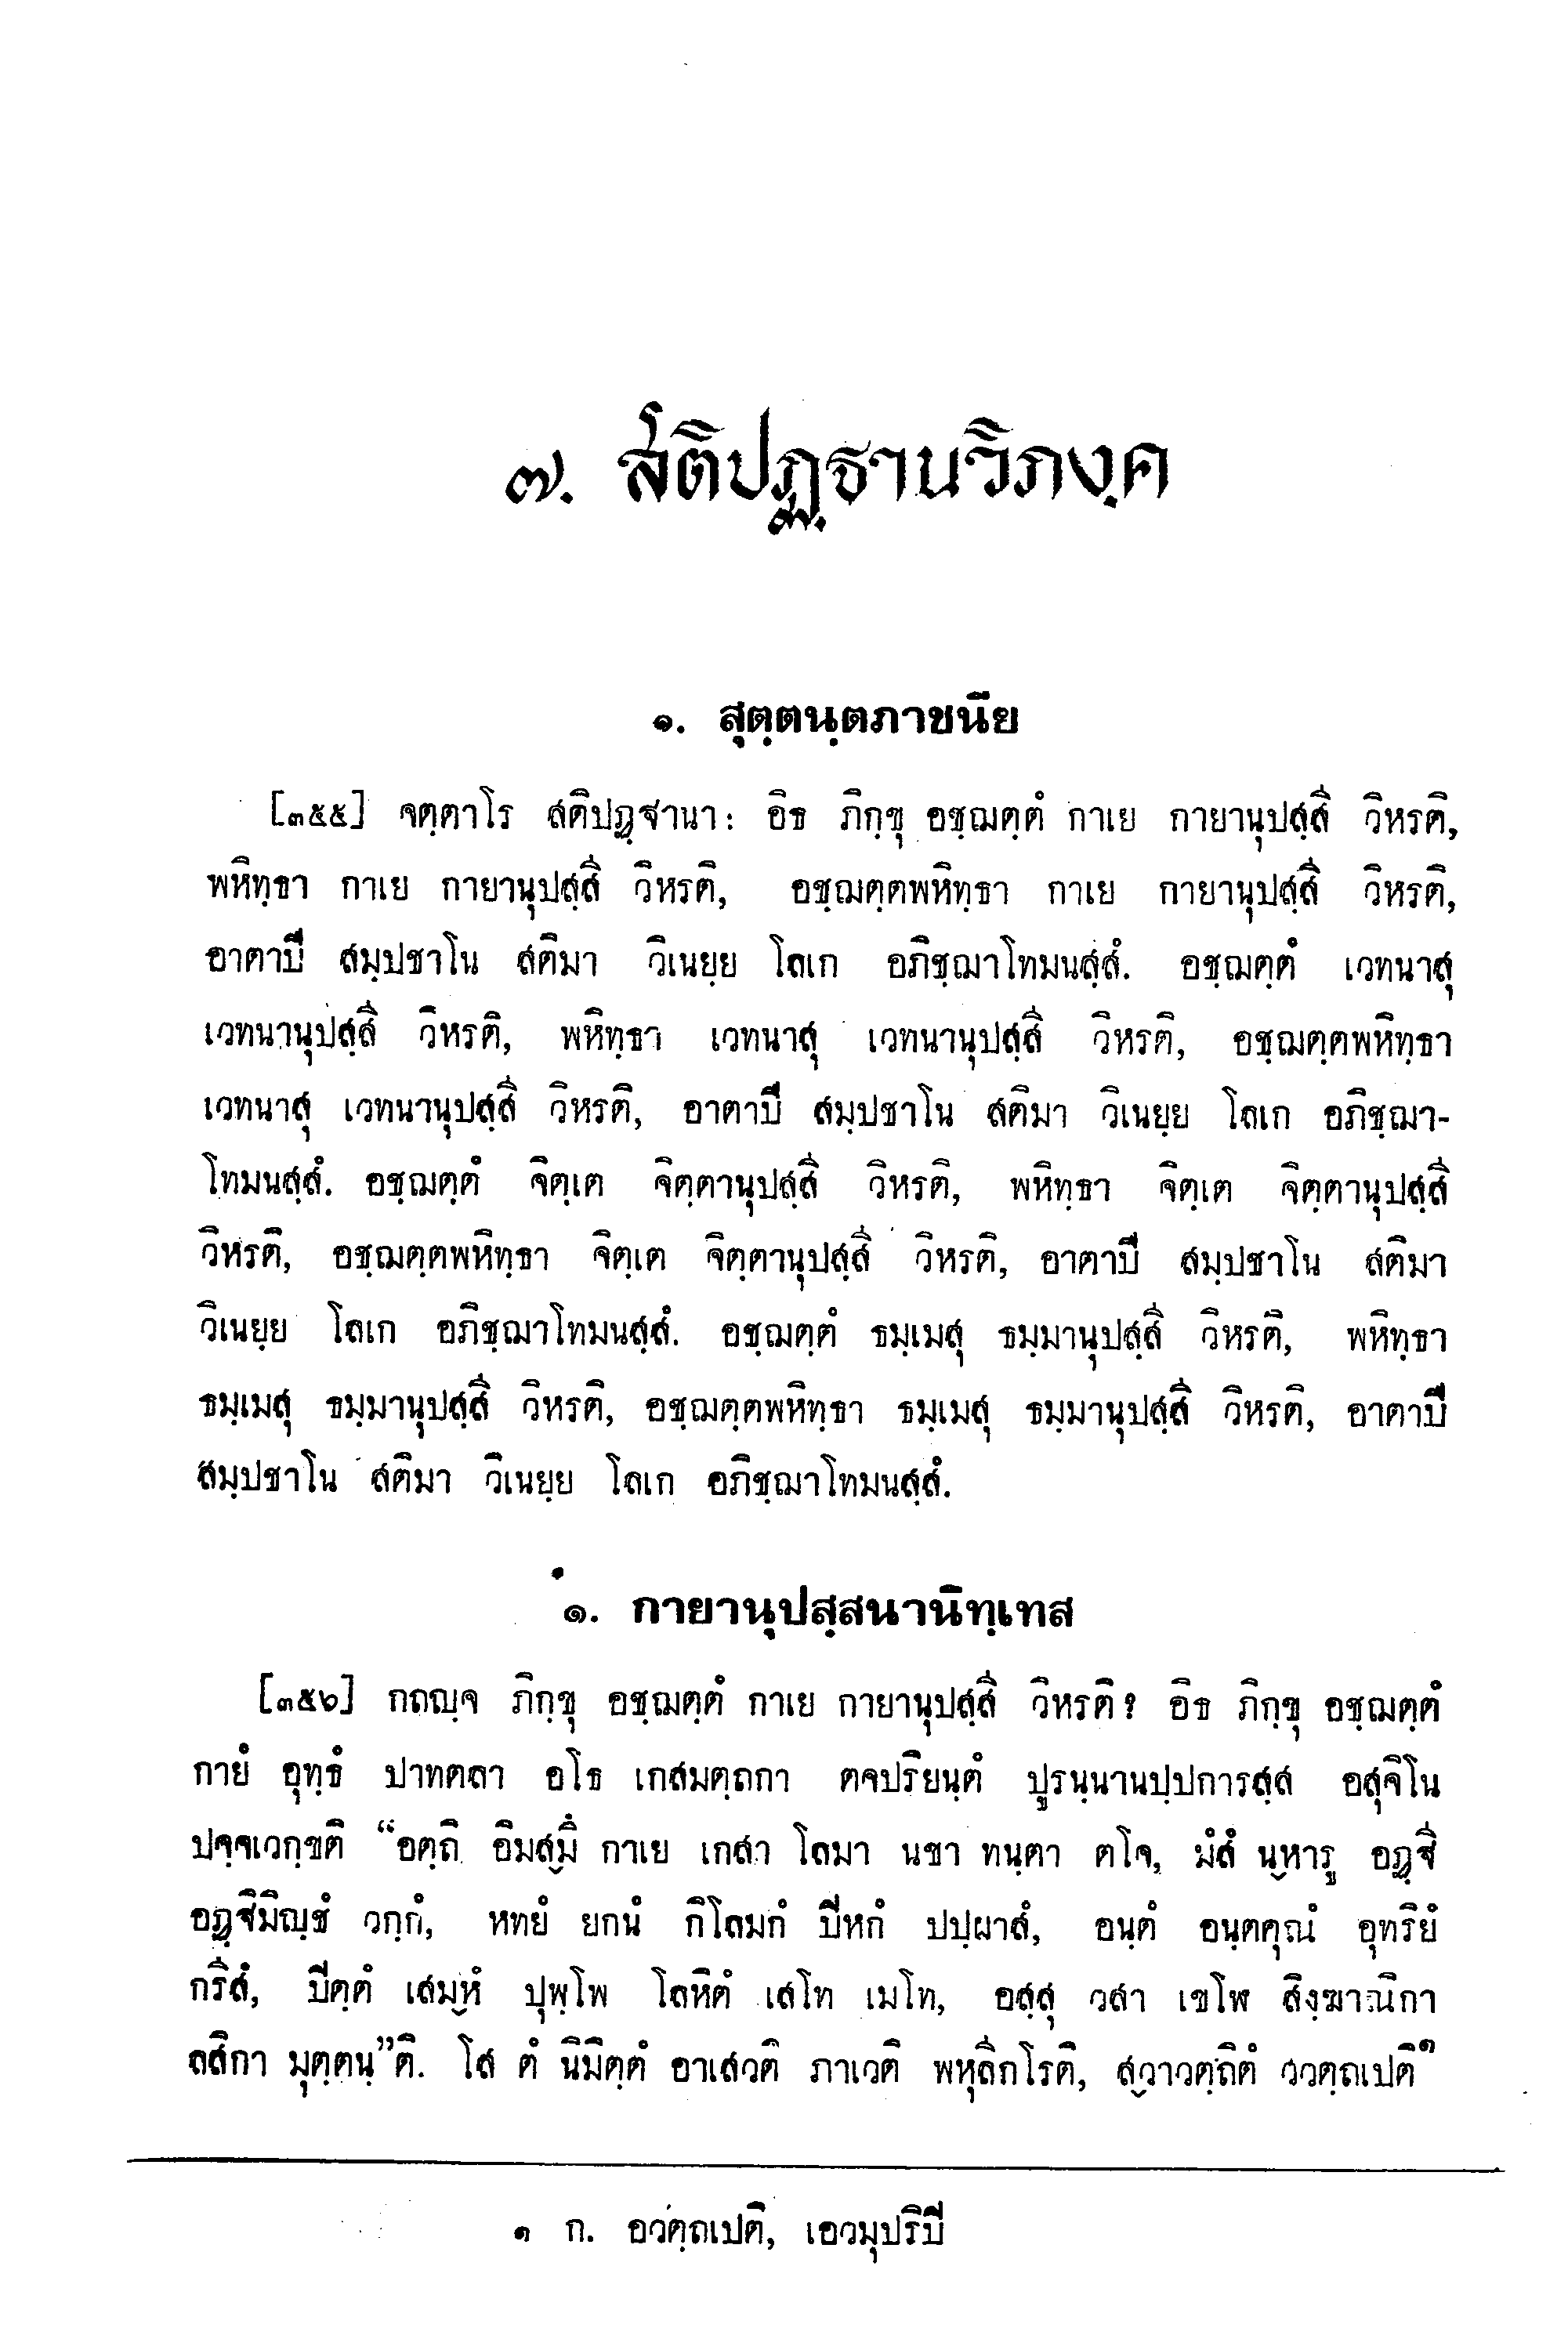 ๗. สติปฏฺฐานวิภงฺค
๑. สุตฺตนฺตภาชนีย
[๓๕๕] จตฺตาโร สติปฏฺฐานา: อิธ ภิกฺขุ อชฺฌตฺตํ กาเย กายานุปสฺสี วิหรติ,
พหิทฺธา กาเย กายานุปสฺสี วิหรติ, อชฺฌตฺตพหิทฺธา กาเย กายานุปสฺสี วิหรติ,
อาตาปี สมฺปชาโน สติมา วิเนยฺย โลเก อภิชฺฌาโทมนสฺสํ. อชฺฌตฺตํ เวทนาสุ
เวทนานุปสฺสี วิหรติ, พหิทฺธา เวทนาสุ เวทนานุปสฺสี วิหรติ, อชฺฌตฺตพหิทฺธา
เวทนาสุ เวทนานุปสฺสี วิหรติ, อาตาปี สมฺปชาโน สติมา วิเนยฺย โลเก อภิชฺฌา-
โทมนสฺสํ. อชฺฌตฺตํ จิตฺเต จิตฺตานุปสฺสี วิหรติ, พหิทฺธา จิตฺเต จิตฺตานุปสฺสี
วิหรติ, อชฺฌตฺตพหิทฺธา จิตฺเต จิตฺตานุปสฺสี วิหรติ, อาตาปี สมฺปชาโน สติมา
วิเนยฺย โลเก อภิชฺฌาโทมนสฺสํ. อชฺฌตฺตํ ธมฺเมสุ ธมฺมานุปสฺสี วิหรติ, พหิทฺธา
ธมฺเมสุ ธมฺมานุปสฺสี วิหรติ, อชฺฌตฺตพหิทฺธา ธมฺเมสุ ธมฺมานุปสฺสี วิหรติ, อาตาปี
สมฺปชาโน สติมา วิเนยฺย โลเก อภิชฺฌาโทมนสฺสํ.
๑. กายานุปสฺสนานิทฺเทส
[๓๕๖] กถญฺจ ภิกฺขุ อชฺฌตฺตํ กาเย กายานุปสฺสี วิหรติ? อิธ ภิกฺขุ อชฺฌตฺตํ
กายํ อุทฺธํ ปาทตลา อโธ เกสมตฺถกา ตจปริยนฺตํ ปูรนฺนานปฺปการสฺส อสุจิโน
ปจฺจเวกฺขติ “อตฺถิ อิมสฺมิํ กาเย เกสา โลมา นขา ทนฺตา ตโจ, มํสํ นฺหารู อฏฺฐี
อฏฺฐิมิญฺชํ วกฺกํ, หทยํ ยกนํ กิโลมกํ ปิหกํ ปปฺผาสํ, อนฺตํ อนฺตคุณํ อุทริยํ
กรีสํ, ปิตฺตํ เสมฺหํ ปุพฺโพ โลหิตํ เสโท เมโท, อสฺสุ วสา เขโฬ สิงฺฆาณิกา
ลสิกา มุตฺตนฺ”ติ. โส ตํ นิมิตฺตํ อาเสวติ ภาเวติ พหุลีกโรติ, สฺวาวตฺถิตํ ววตฺถเปติ๑
๑ ก. อวตฺถเปติ, เอวมุปริปิ